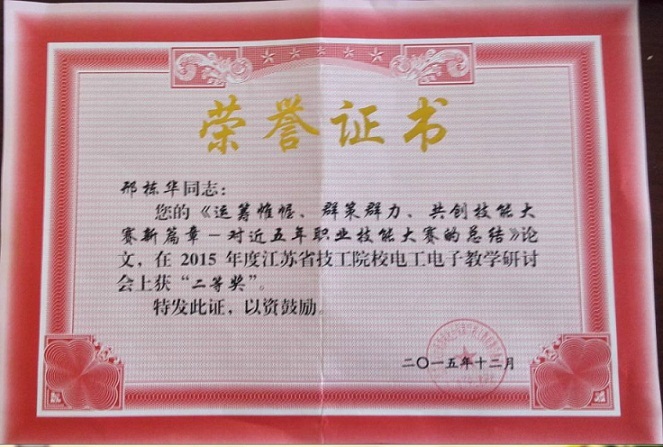 荣誉证书
邢栋华同志：
您的《运筹帷幄、群策群力、共创技能大
赛新篇章－对近五年职业技能大赛的总结》论
文，在 2015 年度江苏省技工院校电工电子教学研讨
会上获“二等奖”。
特发此证，以资鼓励。
二〇一五年十二月